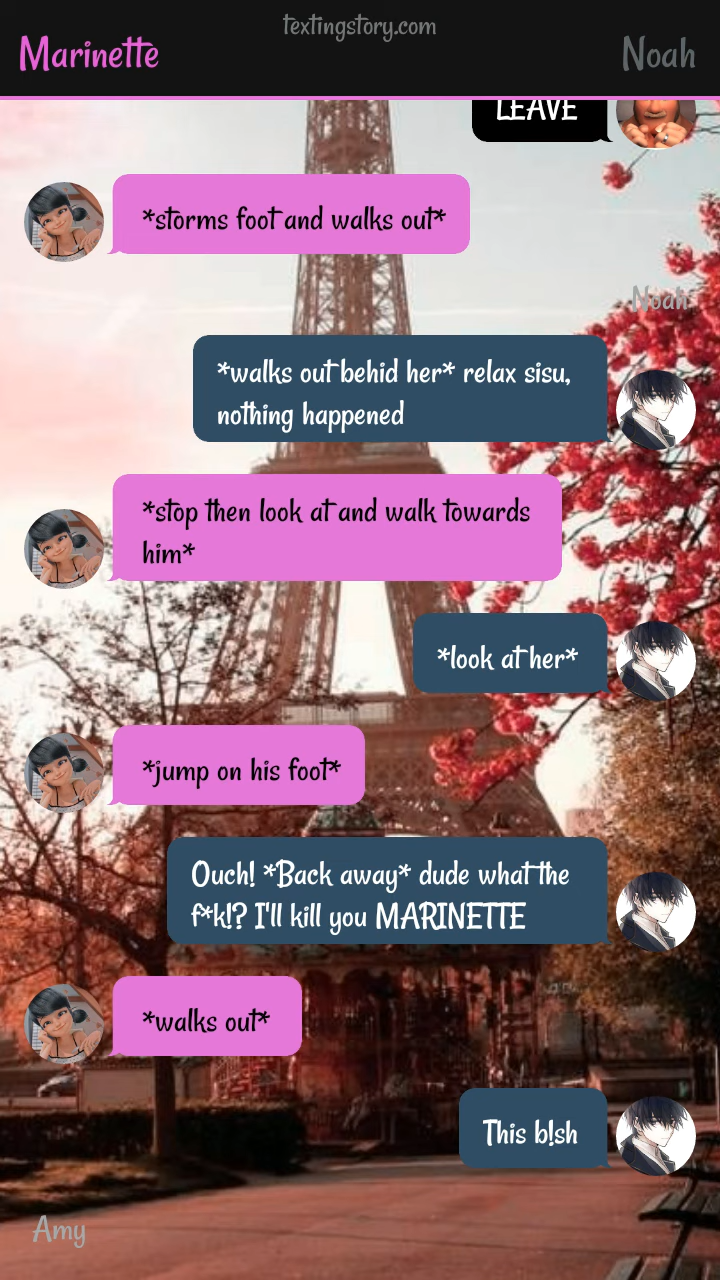 textingstory.com
Marinette
Noah
LEAVE
*storms foot and walks out*
Noah
*walks out behid her* relax sisu,
nothing happened
*stop then look at and walk towards
him*
*look at her*
*jump on his foot*
Ouch! *Back away* dude what the
f*k!? I'll kill you MARINETTE
*walks out*
This b!sh
Amy